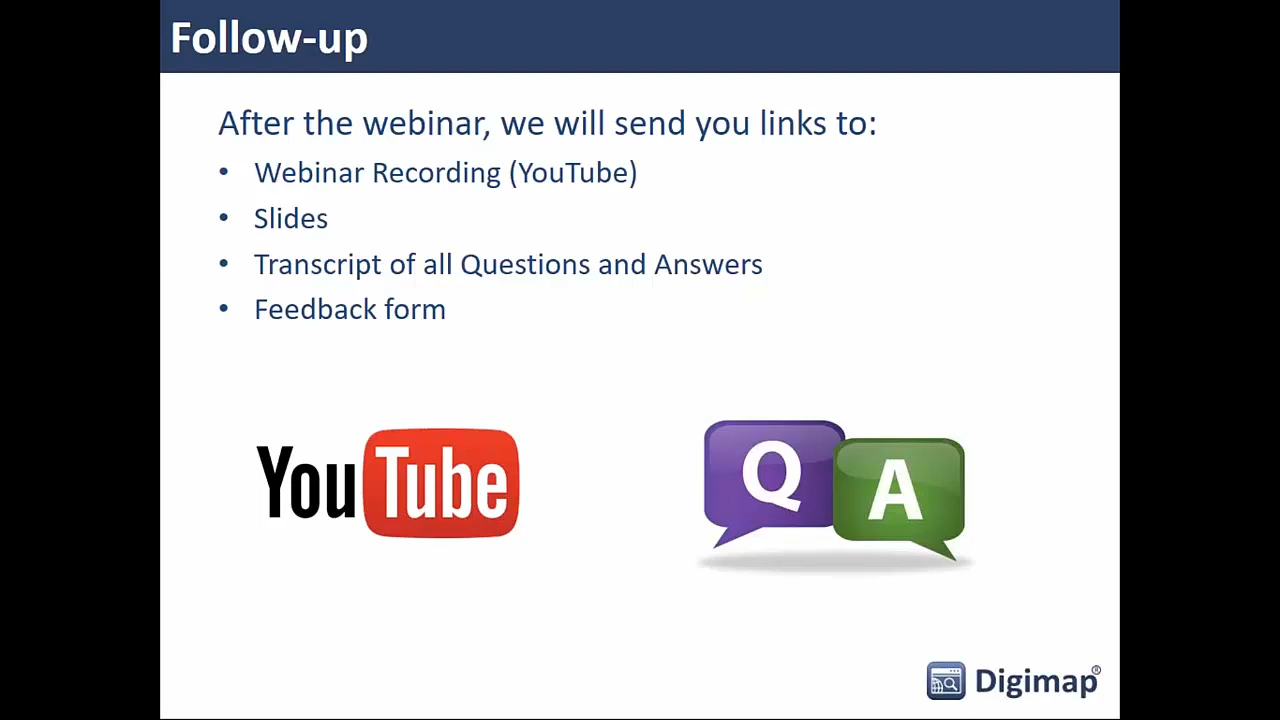 Follow-up
After the webinar, we will send you links to:
• Webinar Recording (YouTube)
• Slides
• Transcript of all Questions and Answers
• Feedback form
YouTube
Q A
Digimap®